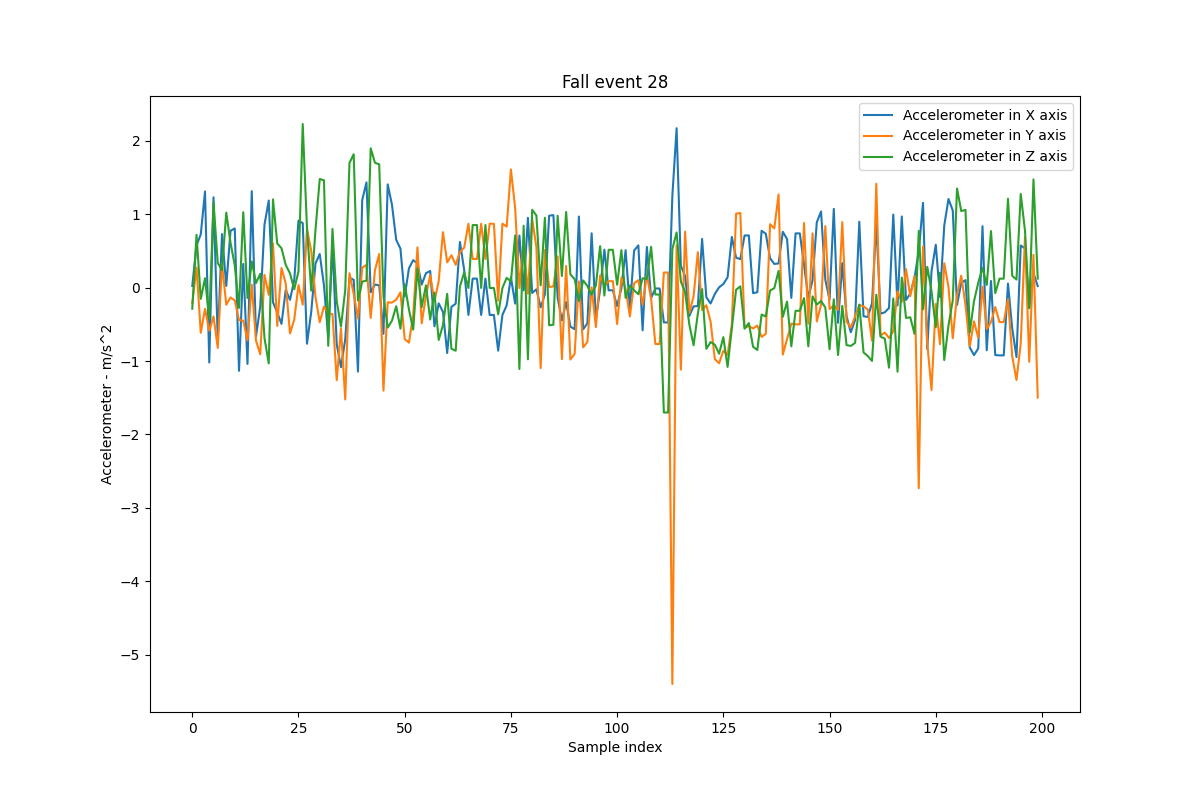 Fall event 28
Accelerometer in X axis
Accelerometer in Y axis
Accelerometer in Z axis
2
1
0
−1
−2
−3
−4
−5
Accelerometer - m/s^2
0 25 50 75 100 125 150 175 200
Sample index